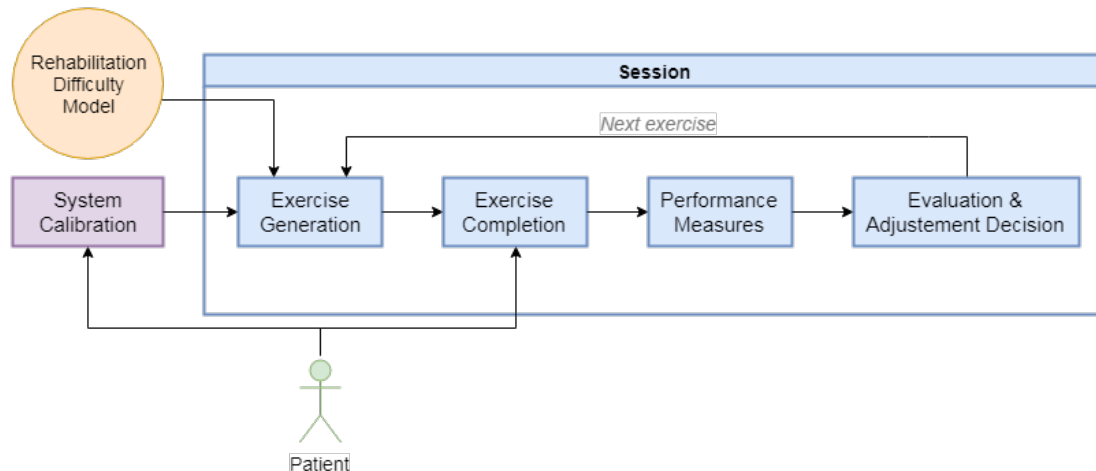 Rehabilitation
Difficulty
Model
Session
Next exercise
System
Calibration
Exercise
Generation
Exercise
Completion
Performance
Measures
Evaluation &
Adjustement Decision
Patient